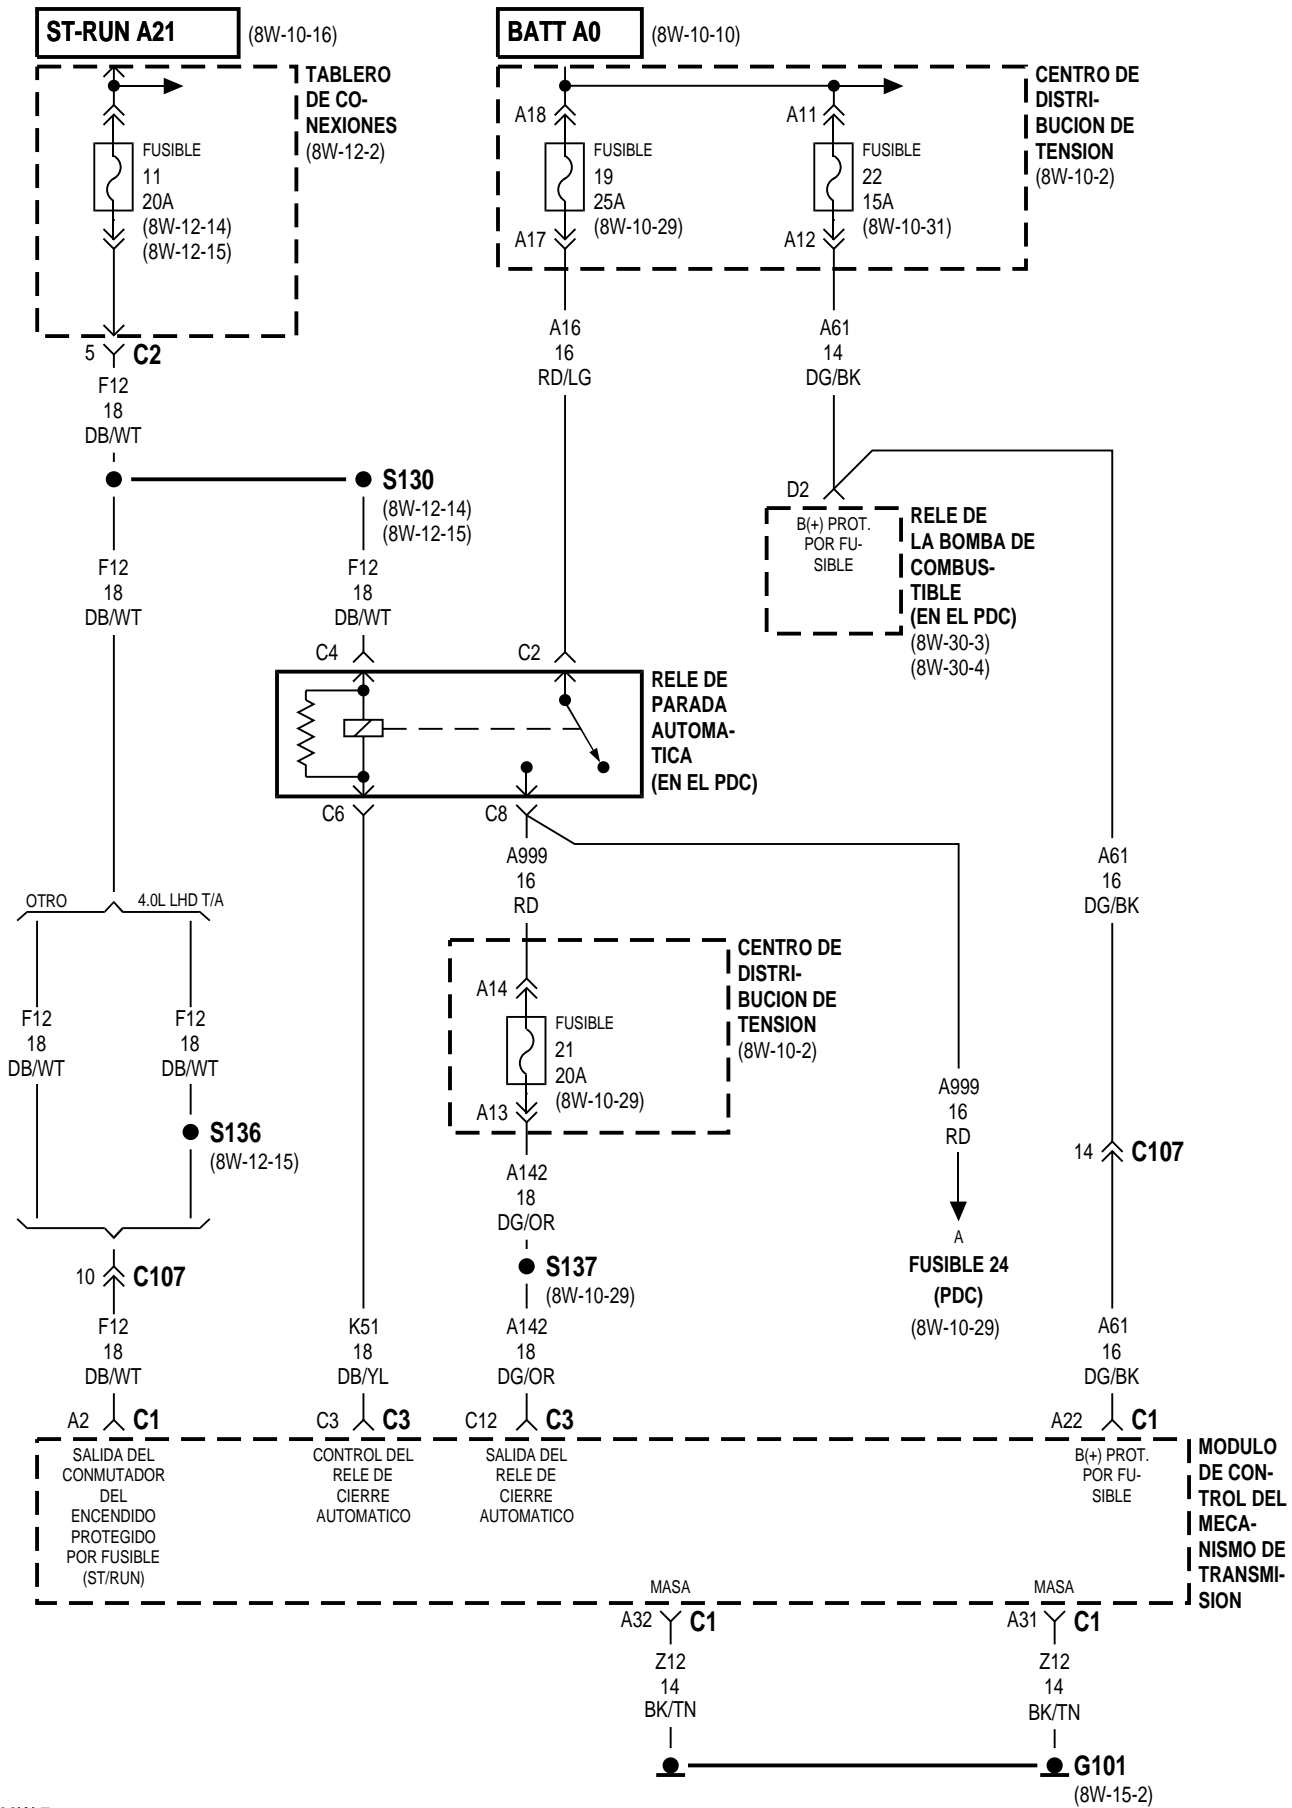 ST-RUN A21 (8W-10-16)
BATT A0 (8W-10-10)
TABLERO
DE CO-
NEXIONES
(8W-12-2)
FUSIBLE
11
20A
(8W-12-14)
(8W-12-15)
5 C2
F12
18
DB/WT
CENTRO DE
DISTRI-
BUCION DE
TENSION
(8W-10-2)
A18
FUSIBLE
19
25A
(8W-10-29)
A17
A11
FUSIBLE
22
15A
(8W-10-31)
A12
A16
16
RD/LG
A61
14
DG/BK
S130
(8W-12-14)
(8W-12-15)
D2
B(+) PROT.
POR FU-
SIBLE
RELE DE
LA BOMBA DE
COMBUS-
TIBLE
(EN EL PDC)
(8W-30-3)
(8W-30-4)
F12
18
DB/WT
F12
18
DB/WT
C4
C2
RELE DE
PARADA
AUTOMA-
TICA
(EN EL PDC)
C6
C8
A999
16
RD
A61
16
DG/BK
OTRO
4.0L LHD T/A
CENTRO DE
DISTRI-
BUCION DE
TENSION
(8W-10-2)
A14
FUSIBLE
21
20A
(8W-10-29)
A13
F12
18
DB/WT
F12
18
DB/WT
A999
16
RD
S136
(8W-12-15)
14 C107
A142
18
DG/OR
A
FUSIBLE 24
(PDC)
(8W-10-29)
S137
(8W-10-29)
10 C107
F12
18
DB/WT
K51
18
DB/YL
A142
18
DG/OR
A61
16
DG/BK
A2 C1
C3 C3
C12 C3
A22 C1
SALIDA DEL
CONMUTADOR
DEL
ENCENDIDO
PROTEGIDO
POR FUSIBLE
(ST/RUN)
CONTROL DEL
RELE DE
CIERRE
AUTOMATICO
SALIDA DEL
RELE DE
CIERRE
AUTOMATICO
B(+) PROT.
POR FU-
SIBLE
MODULO
DE CON-
TROL DEL
MECA-
NISMO DE
TRANSMI-
SION
MASA
MASA
A32 C1
A31 C1
Z12
14
BK/TN
Z12
14
BK/TN
G101
(8W-15-2)